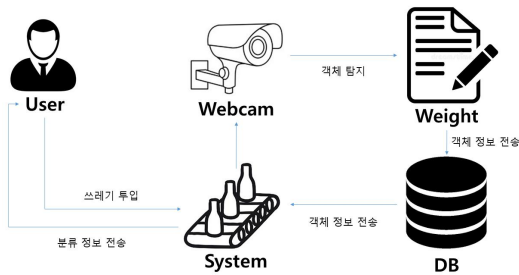 객체 탐지
User
Webcam
Weight
객체 정보 전송
쓰레기 투입
객체 정보 전송
분류 정보 전송
System
DB